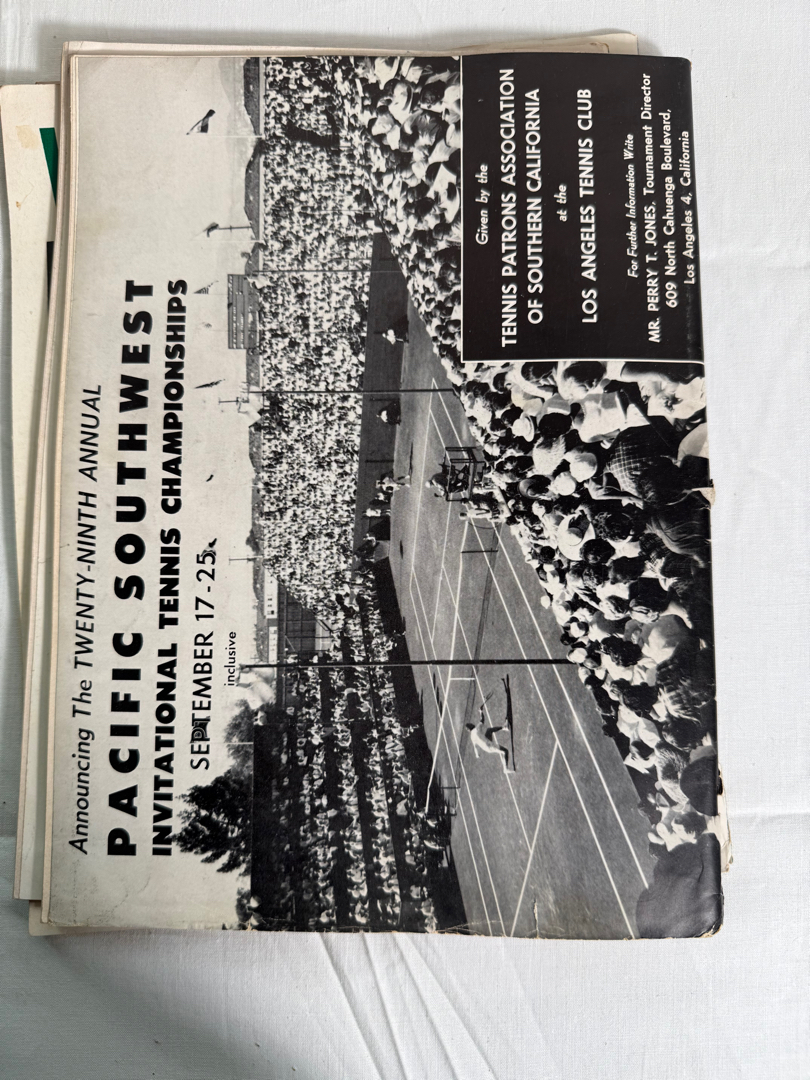 Announcing The TWENTY-NINTH ANNUAL
PACIFIC SOUTHWEST
INVITATIONAL TENNIS CHAMPIONSHIPS
SEPTEMBER 17-25
inclusive
Given by the
TENNIS PATRONS ASSOCIATION
OF SOUTHERN CALIFORNIA
at the
LOS ANGELES TENNIS CLUB
For Further Information Write
MR. PERRY T. JONES, Tournament Director
609 North Cahuenga Boulevard,
Los Angeles 4, California